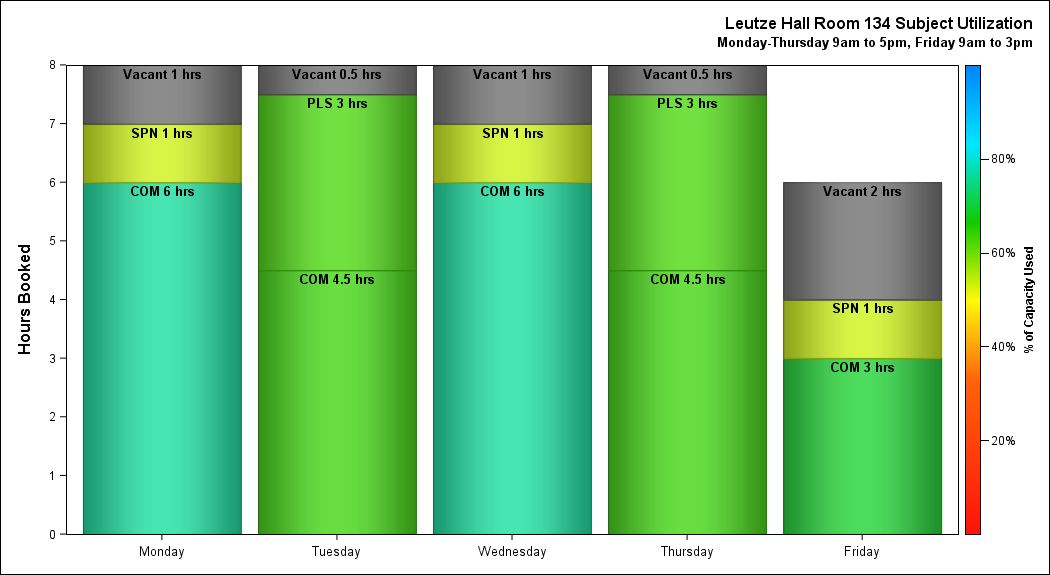 Leutze Hall Room 134 Subject Utilization
Monday-Thursday 9am to 5pm, Friday 9am to 3pm
Hours Booked
8
7
6
5
4
3
2
1
0
Vacant 1 hrs
SPN 1 hrs
COM 6 hrs
Vacant 0.5 hrs
PLS 3 hrs
COM 4.5 hrs
Vacant 1 hrs
SPN 1 hrs
COM 6 hrs
Vacant 0.5 hrs
PLS 3 hrs
COM 4.5 hrs
Vacant 2 hrs
SPN 1 hrs
COM 3 hrs
Monday
Tuesday
Wednesday
Thursday
Friday
80%
60%
40%
20%
% of Capacity Used